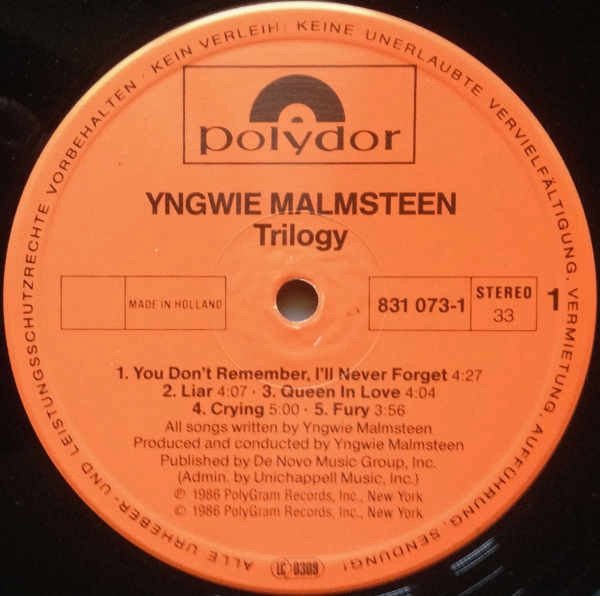 ALLE URHEBER- UND LEISTUNGSSCHUTZRECHTE VORBEHALTEN · KEIN VERLEIH! KEINE UNERLAUBTE VERVIELFÄLTIGUNG, VERMIETUNG, AUFFÜHRUNG, SENDUNG!
polydor
YNGWIE MALMSTEEN
Trilogy
MADE IN HOLLAND
831 073-1
STEREO
33
1
1. You Don't Remember, I'll Never Forget 4:27
2. Liar 4:07 · 3. Queen In Love 4:04
4. Crying 5:00 · 5. Fury 3:56
All songs written by Yngwie Malmsteen
Produced and conducted by Yngwie Malmsteen
Published by De Novo Music Group, Inc.
(Admin. by Unichappell Music, Inc.)
℗ 1986 PolyGram Records, Inc., New York
© 1986 PolyGram Records, Inc., New York
LC 0309